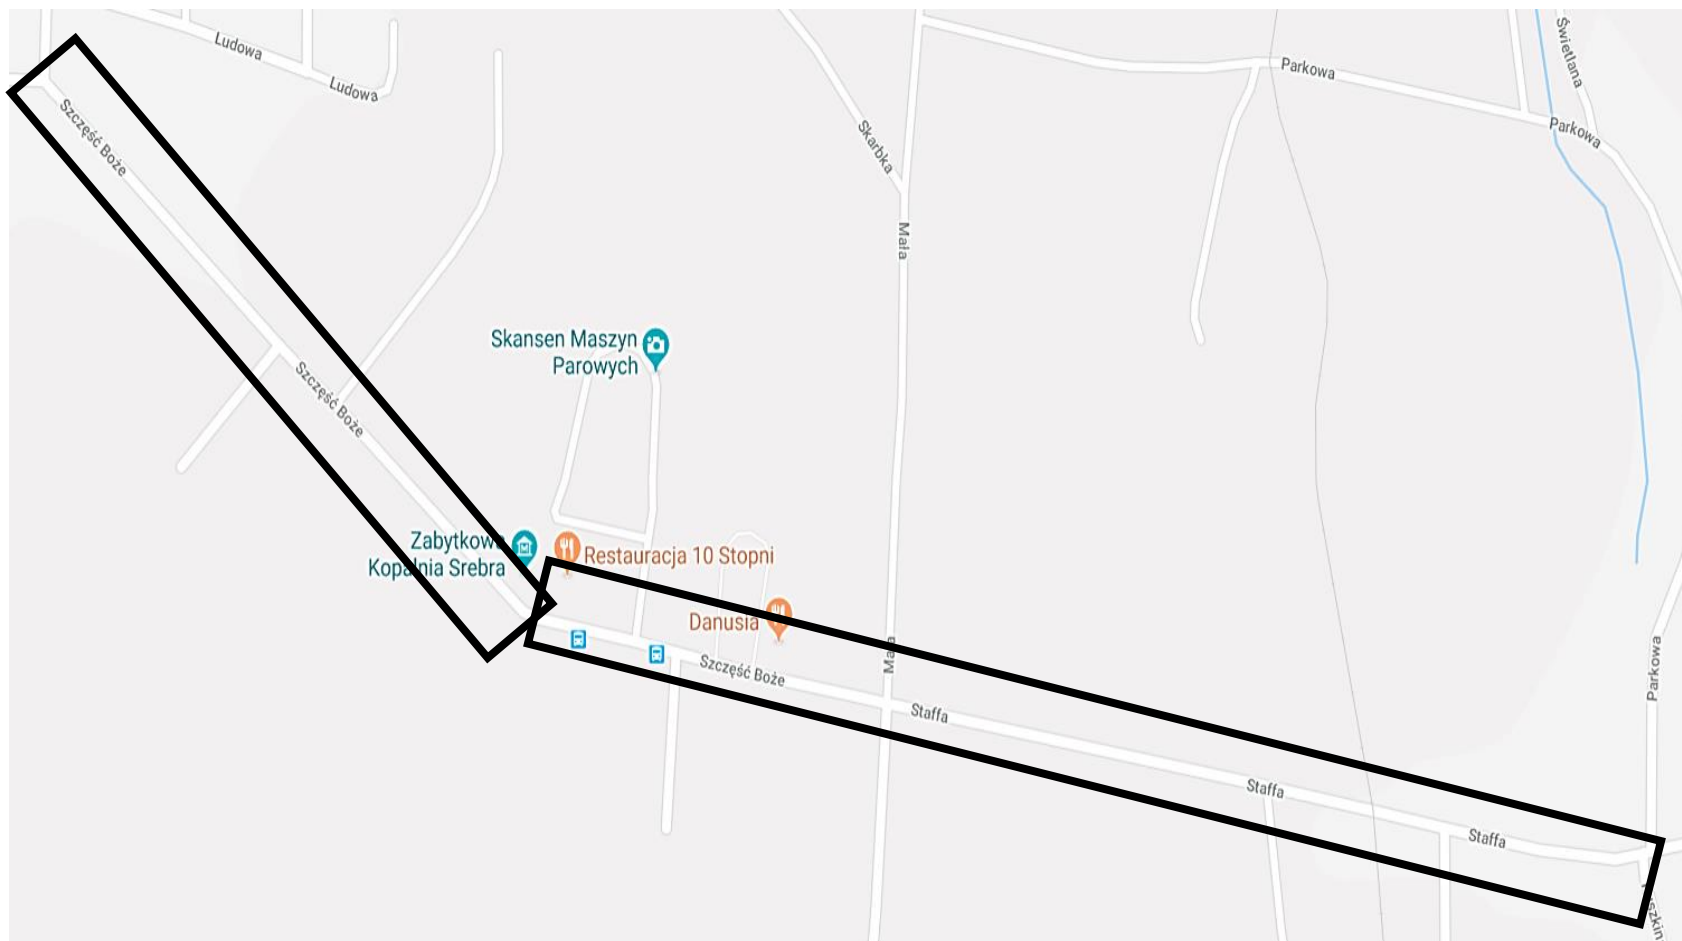 Ludowa
Ludowa
Szczęść Boże
Parkowa
Świetlana
Parkowa
Skarbka
Mała
Skansen Maszyn
Parowych
Szczęść Boże
Zabytkowa
Kopalnia Srebra
Restauracja 10 Stopni
Danusia
Mała
Szczęść Boże
Parkowa
Staffa
Staffa
Staffa